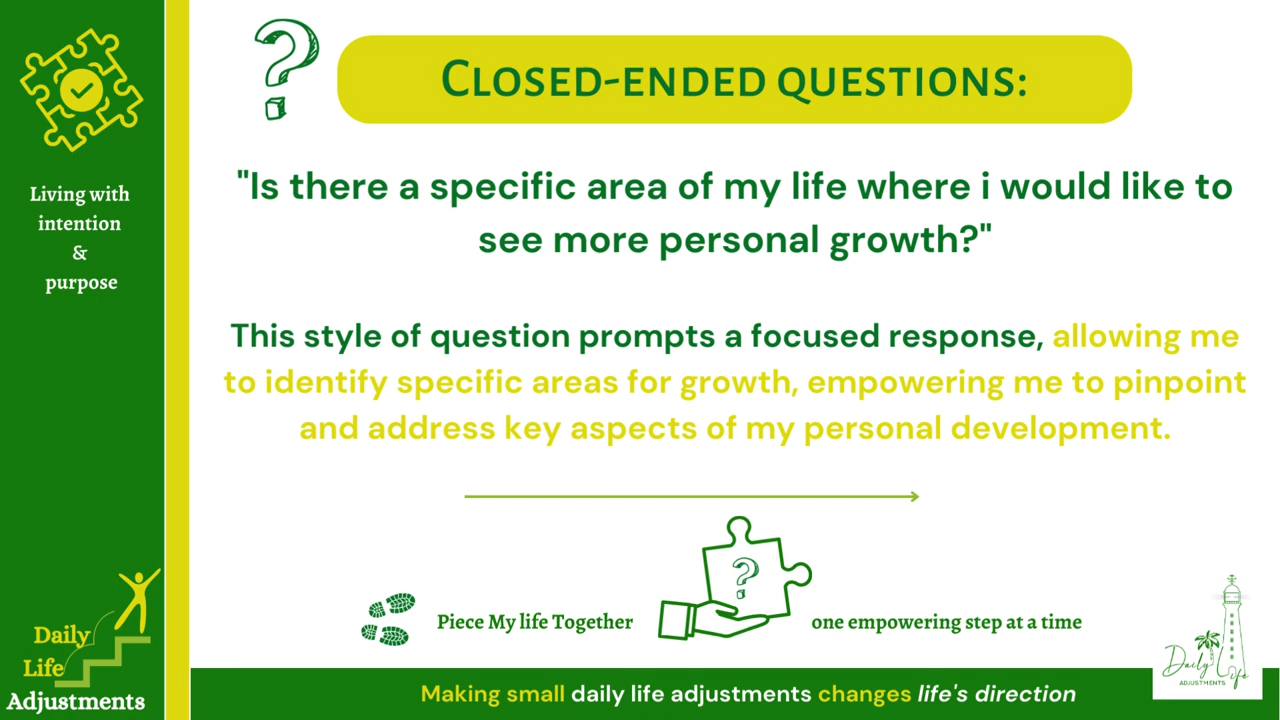 Living with
intention
&
purpose
Daily
Life
Adjustments
?
Closed-ended questions:
"Is there a specific area of my life where i would like to
see more personal growth?"
This style of question prompts a focused response, allowing me
to identify specific areas for growth, empowering me to pinpoint
and address key aspects of my personal development.
?
Piece My life Together
one empowering step at a time
Making small daily life adjustments changes life's direction
Daily Life
ADJUSTMENTS